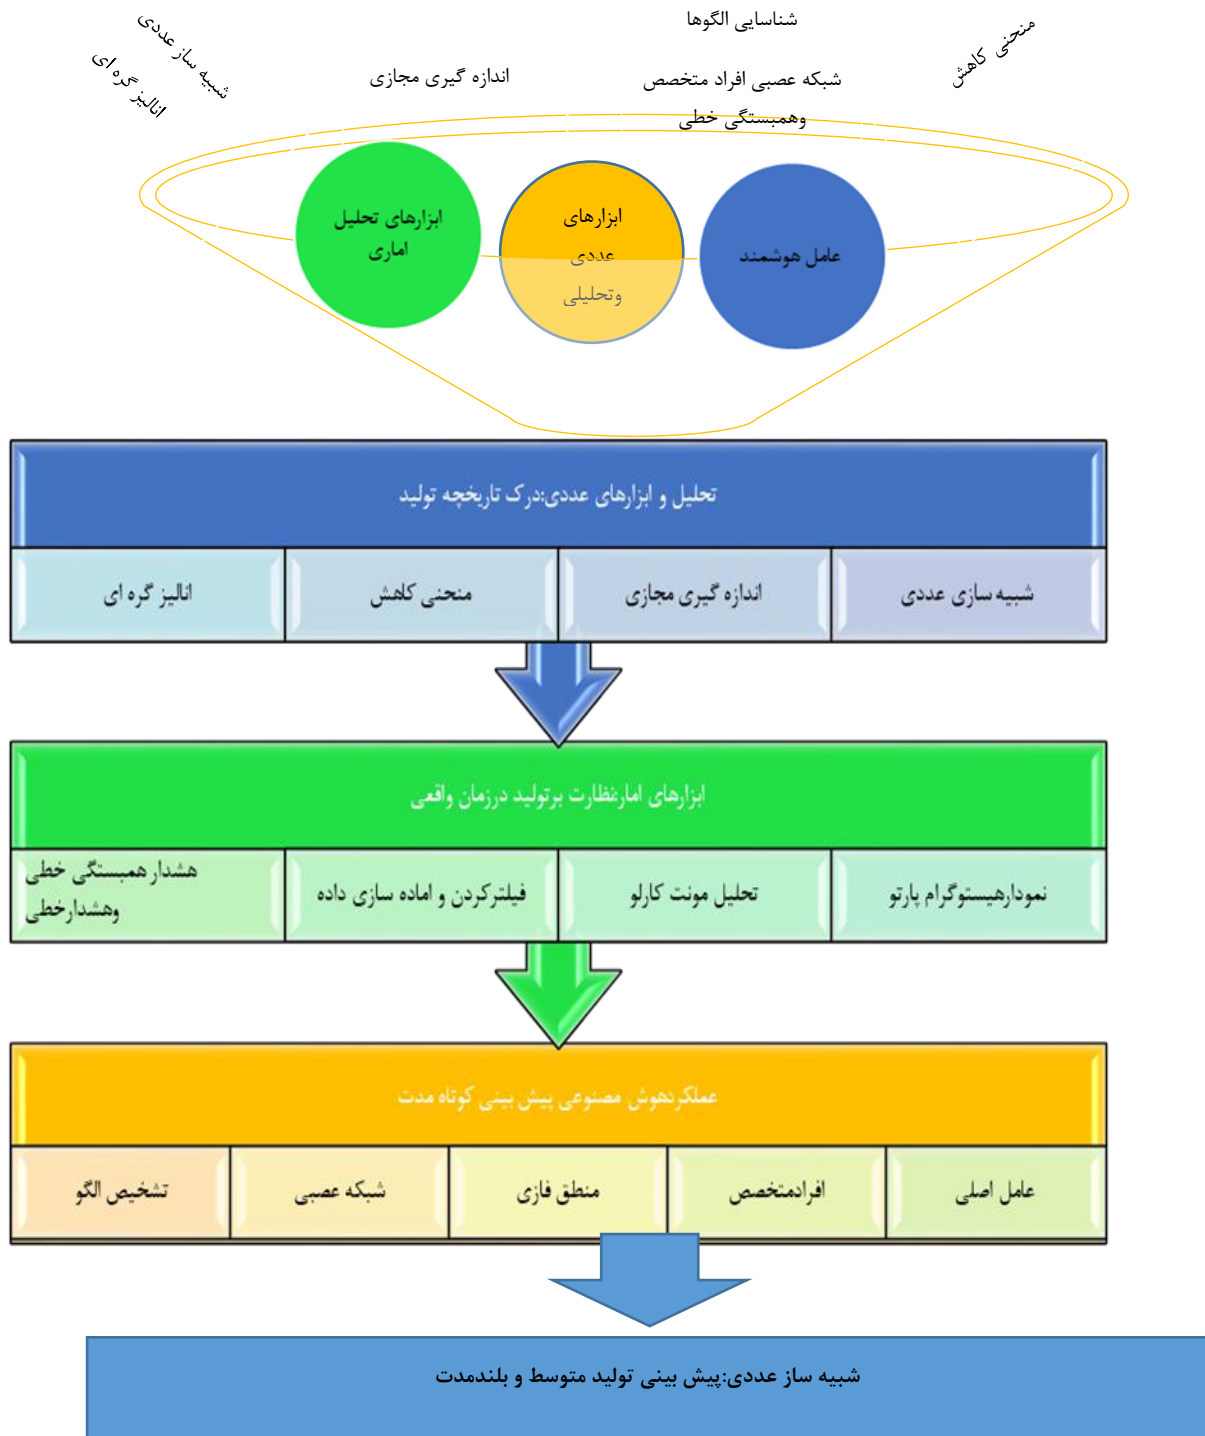 شناسایی الگوها
منحنی کاهش
شبکه عصبی افراد متخصص
وهمبستگی خطی
اندازه گیری مجازی
شبیه ساز عددی
انالیز گره ای
عامل هوشمند
ابزارهای
عددی
وتحلیلی
ابزارهای تحلیل
اماری
تحلیل و ابزارهای عددی:درک تاریخچه تولید
شبیه سازی عددی
اندازه گیری مجازی
منحنی کاهش
انالیز گره ای
ابزارهای امار:نظارت برتولید درزمان واقعی
نمودارهیستوگرام پارتو
تحلیل مونت کارلو
فیلترکردن و اماده سازی داده
هشدار همبستگی خطی
وهشدارخطی
عملکردهوش مصنوعی پیش بینی کوتاه مدت
عامل اصلی
افرادمتخصص
منطق فازی
شبکه عصبی
تشخیص الگو
شبیه ساز عددی:پیش بینی تولید متوسط و بلندمدت